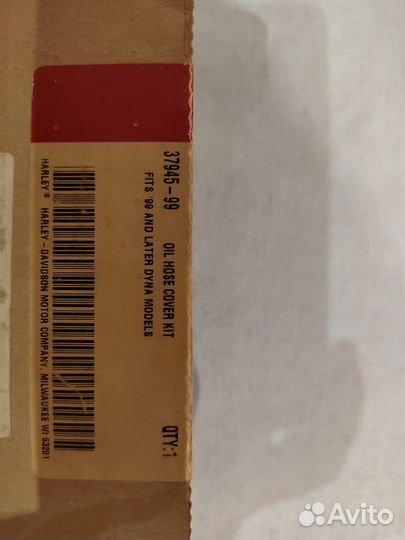 37945-99 OIL HOSE COVER KIT QTY:1
FITS '99 AND LATER DYNA MODELS
HARLEY® HARLEY-DAVIDSON MOTOR COMPANY, MILWAUKEE WI 53201
Avito